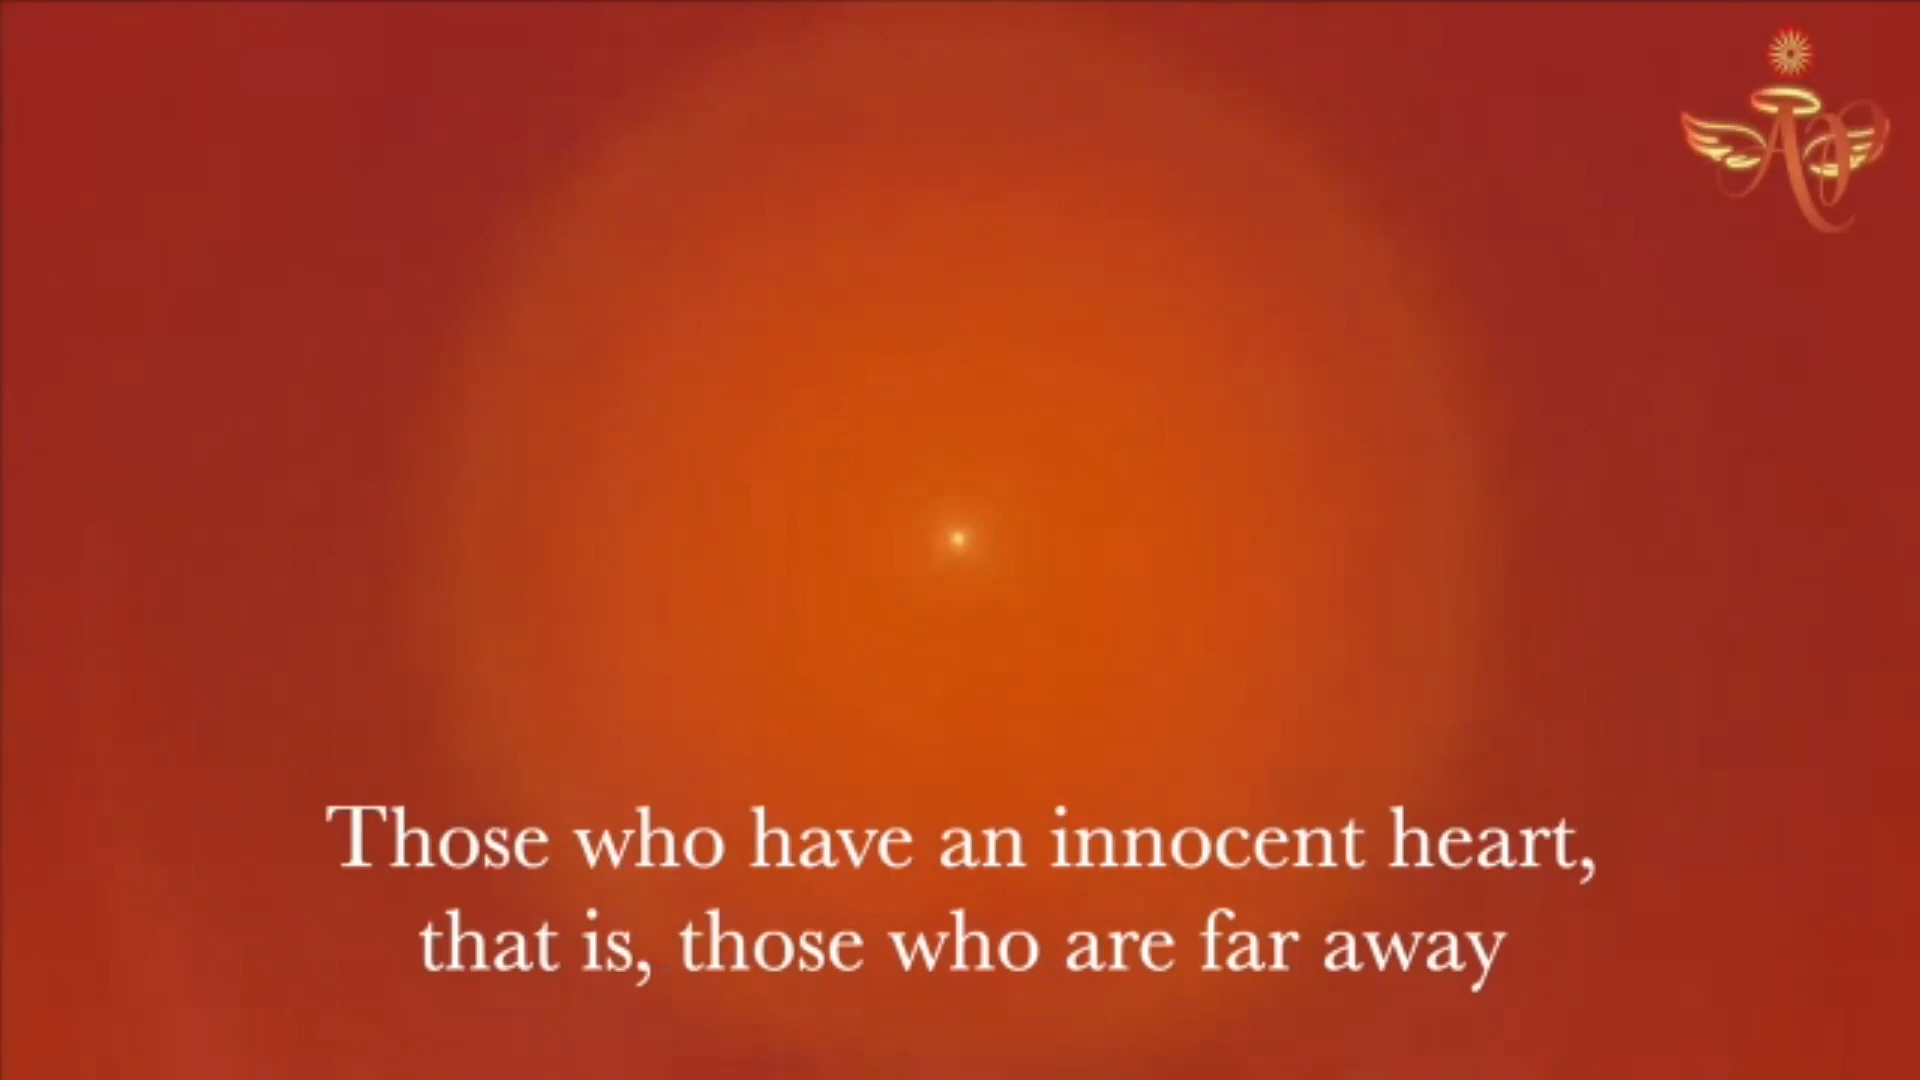 Those who have an innocent heart,
that is, those who are far away